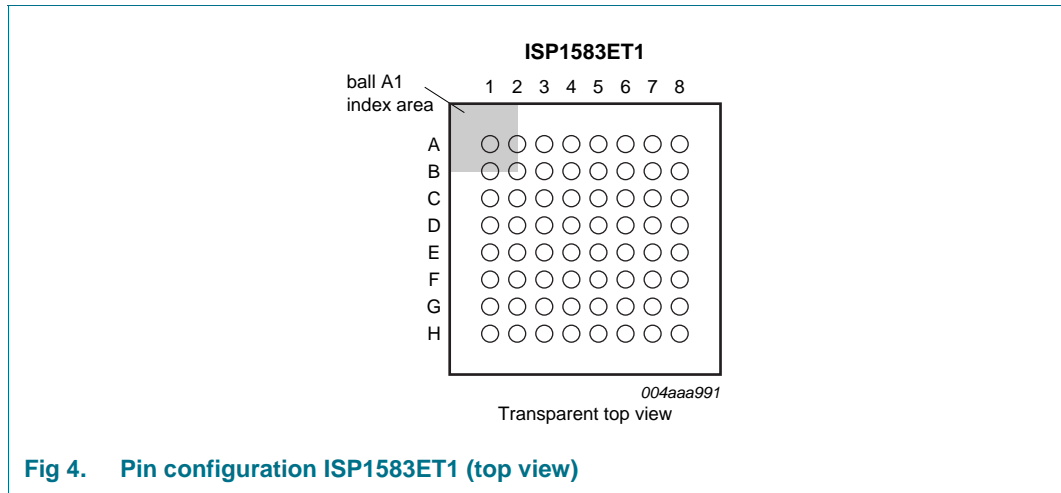 ISP1583ET1
ball A1
index area
1 2 3 4 5 6 7 8
A
B
C
D
E
F
G
H
004aaa991
Transparent top view
Fig 4. Pin configuration ISP1583ET1 (top view)